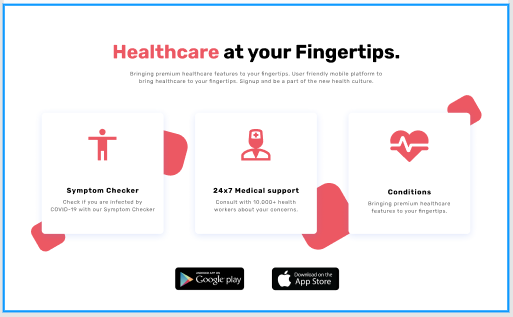 Healthcare at your Fingertips.
Bringing premium healthcare features to your fingertips. User friendly mobile platform to
bring healthcare to your fingertips. Signup and be a part of the new health culture.
Symptom Checker
Check if you are infected by
COVID-19 with our Symptom Checker
24x7 Medical support
Consult with 10,000+ health
workers about your concerns.
Conditions
Bringing premium healthcare
features to your fingertips.
ANDROID APP ON
Google play
Download on the
App Store